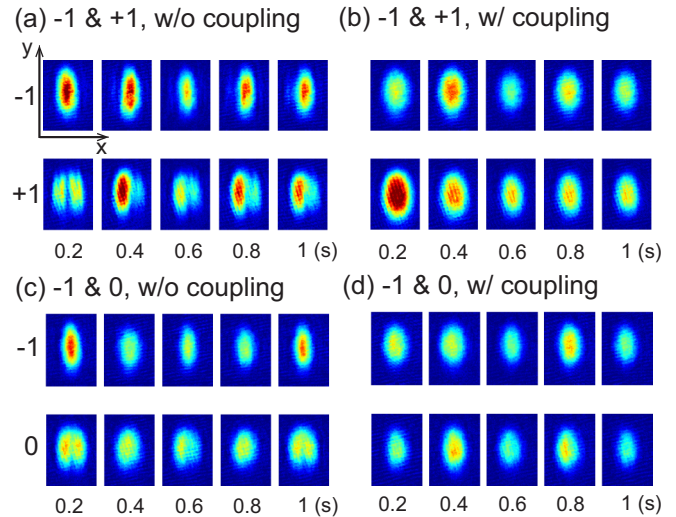 (a) -1 & +1, w/o coupling
(b) -1 & +1, w/ coupling
y
-1
x
+1
0.2 0.4 0.6 0.8 1 (s)
0.2 0.4 0.6 0.8 1 (s)
(c) -1 & 0, w/o coupling
(d) -1 & 0, w/ coupling
-1
0
0.2 0.4 0.6 0.8 1 (s)
0.2 0.4 0.6 0.8 1 (s)